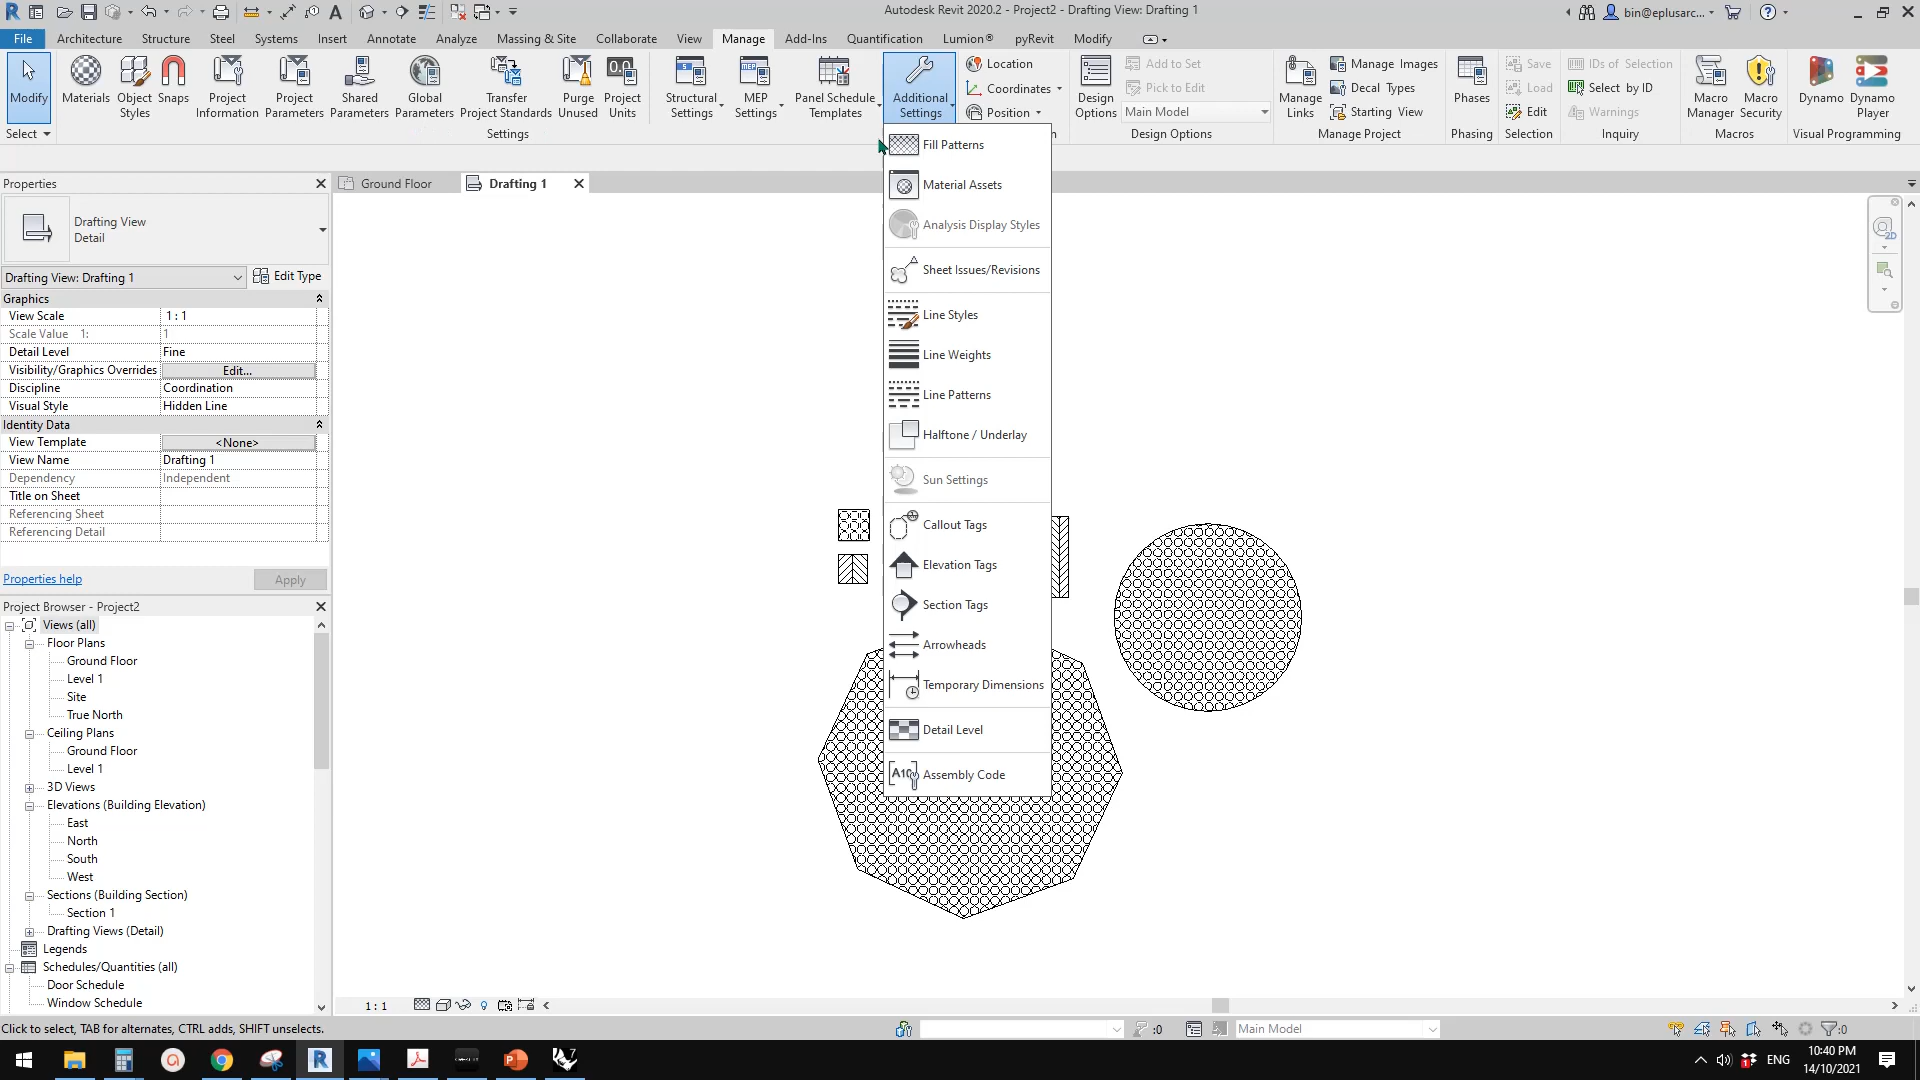 Autodesk Revit 2020.2 - Project2 - Drafting View: Drafting 1
bin@eplusarc...
File Architecture Structure Steel Systems Insert Annotate Analyze Massing & Site Collaborate View Manage Add-Ins Quantification Lumion® pyRevit Modify
Modify
Select
Materials
Object Styles
Snaps
Project Information
Project Parameters
Shared Parameters
Global Parameters
Transfer Project Standards
Purge Unused
Project Units
Settings
Structural Settings
MEP Settings
Panel Schedule Templates
Additional Settings
Location
Coordinates
Position
Design Options
Add to Set
Pick to Edit
Main Model
Design Options
Manage Links
Manage Images
Decal Types
Starting View
Manage Project
Phases
Phasing
Save
Load
Edit
Selection
IDs of Selection
Select by ID
Warnings
Inquiry
Macro Manager
Macro Security
Macros
Dynamo
Dynamo Player
Visual Programming
Fill Patterns
Material Assets
Analysis Display Styles
Sheet Issues/Revisions
Line Styles
Line Weights
Line Patterns
Halftone / Underlay
Sun Settings
Callout Tags
Elevation Tags
Section Tags
Arrowheads
Temporary Dimensions
Detail Level
Assembly Code
Ground Floor
Drafting 1
Properties
Drafting View
Detail
Drafting View: Drafting 1 Edit Type
Graphics
View Scale 1 : 1
Scale Value 1: 1
Detail Level Fine
Visibility/Graphics Overrides Edit...
Discipline Coordination
Visual Style Hidden Line
Identity Data
View Template <None>
View Name Drafting 1
Dependency Independent
Title on Sheet
Referencing Sheet
Referencing Detail
Properties help Apply
Project Browser - Project2
Views (all)
Floor Plans
Ground Floor
Level 1
Site
True North
Ceiling Plans
Ground Floor
Level 1
3D Views
Elevations (Building Elevation)
East
North
South
West
Sections (Building Section)
Section 1
Drafting Views (Detail)
Legends
Schedules/Quantities (all)
Door Schedule
Window Schedule
2D
1 : 1
Click to select, TAB for alternates, CTRL adds, SHIFT unselects.
:0
Main Model
:0
ENG
10:40 PM
14/10/2021